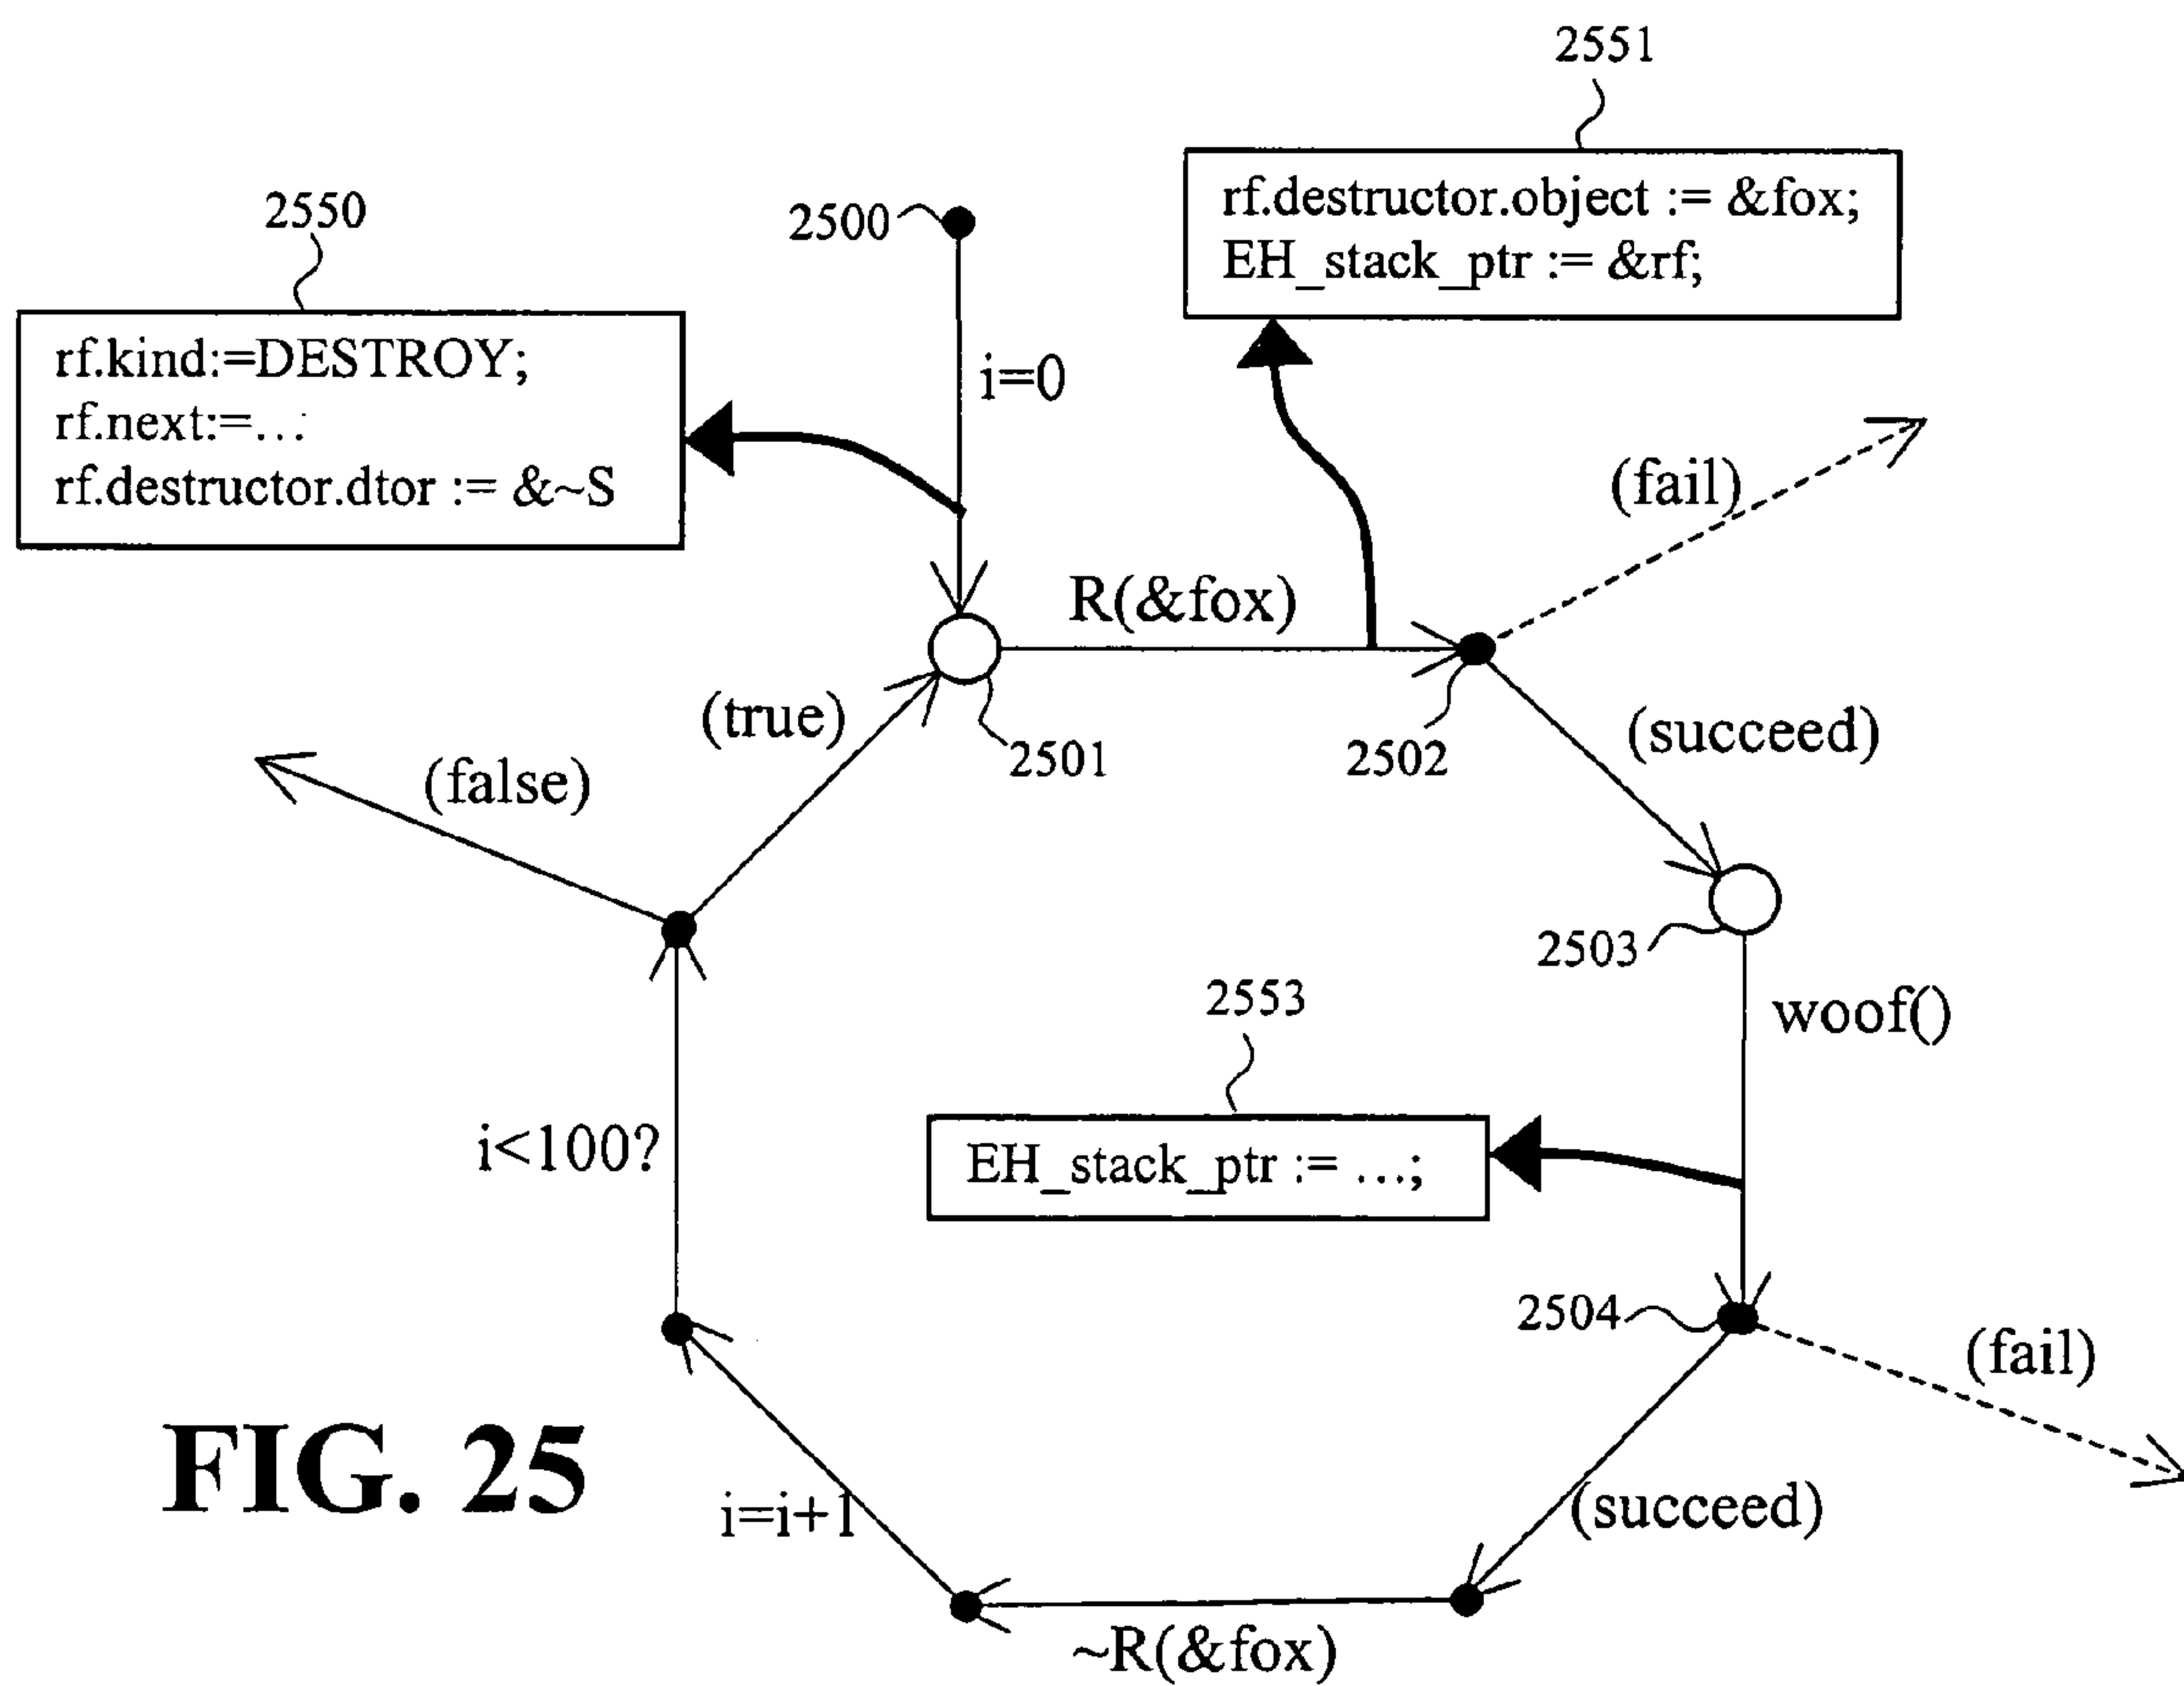 2551
rf.destructor.object := &fox;
EH_stack_ptr := &rf;
2550
2500
rf.kind:=DESTROY;
rf.next:=...
rf.destructor.dtor := &~S
i=0
(fail)
R(&fox)
(true)
2501
2502
(succeed)
(false)
2503
2553
woof()
EH_stack_ptr := ...;
i<100?
2504
(fail)
FIG. 25
i=i+1
(succeed)
~R(&fox)